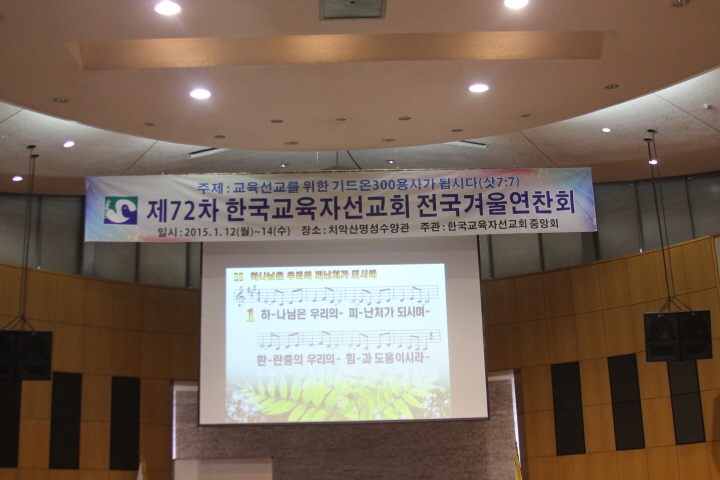 주제 : 교육선교를 위한 기드온300용사가 됩시다(삿7:7)
제72차 한국교육자선교회 전국겨울연찬회
일시 : 2015. 1. 12(월)~14(수) 장소 : 치악산명성수양관 주관 : 한국교육자선교회 중앙회
하나님은 우리의 피난처가 되시며
1 하-나님은 우리의- 피-난처가 되시며-
환-란중의 우리의- 힘-과 도움이시라-